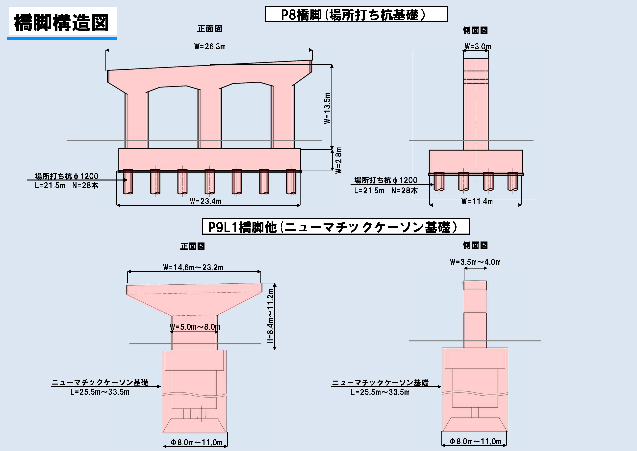 橋脚構造図
P8橋脚(場所打ち杭基礎)
正面図
側面図
W=26.3m
W=3.0m
W=13.5m
W=2.8m
場所打ち杭φ1200
L=21.5m N=28本
W=23.4m
場所打ち杭φ1200
L=21.5m N=28本
W=11.4m
P9L1橋脚他(ニューマチックケーソン基礎)
正面図
側面図
W=14.6m～23.2m
W=3.5m～4.0m
W=5.0m～8.0m
H=8.4m～11.2m
ニューマチックケーソン基礎
L=25.5m～33.5m
ニューマチックケーソン基礎
L=25.5m～33.5m
Φ8.0m～11.0m
Φ8.0m～11.0m